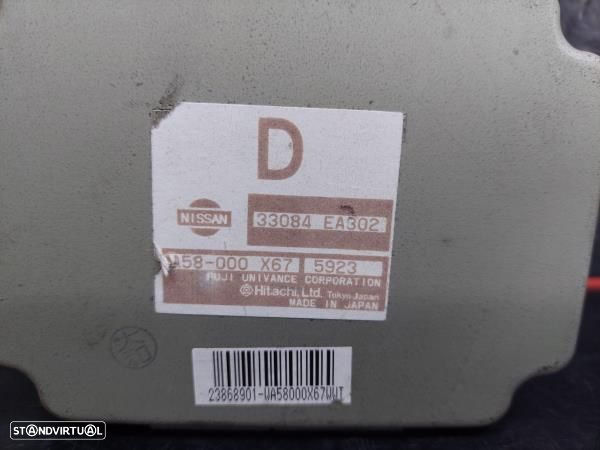 D
NISSAN
33084 EA302
A58-000 X67 5923
FUJI UNIVANCE CORPORATION
Hitachi, Ltd. Tokyo Japan
MADE IN JAPAN
23868901-WA58000X67WWT
STANDVIRTUAL